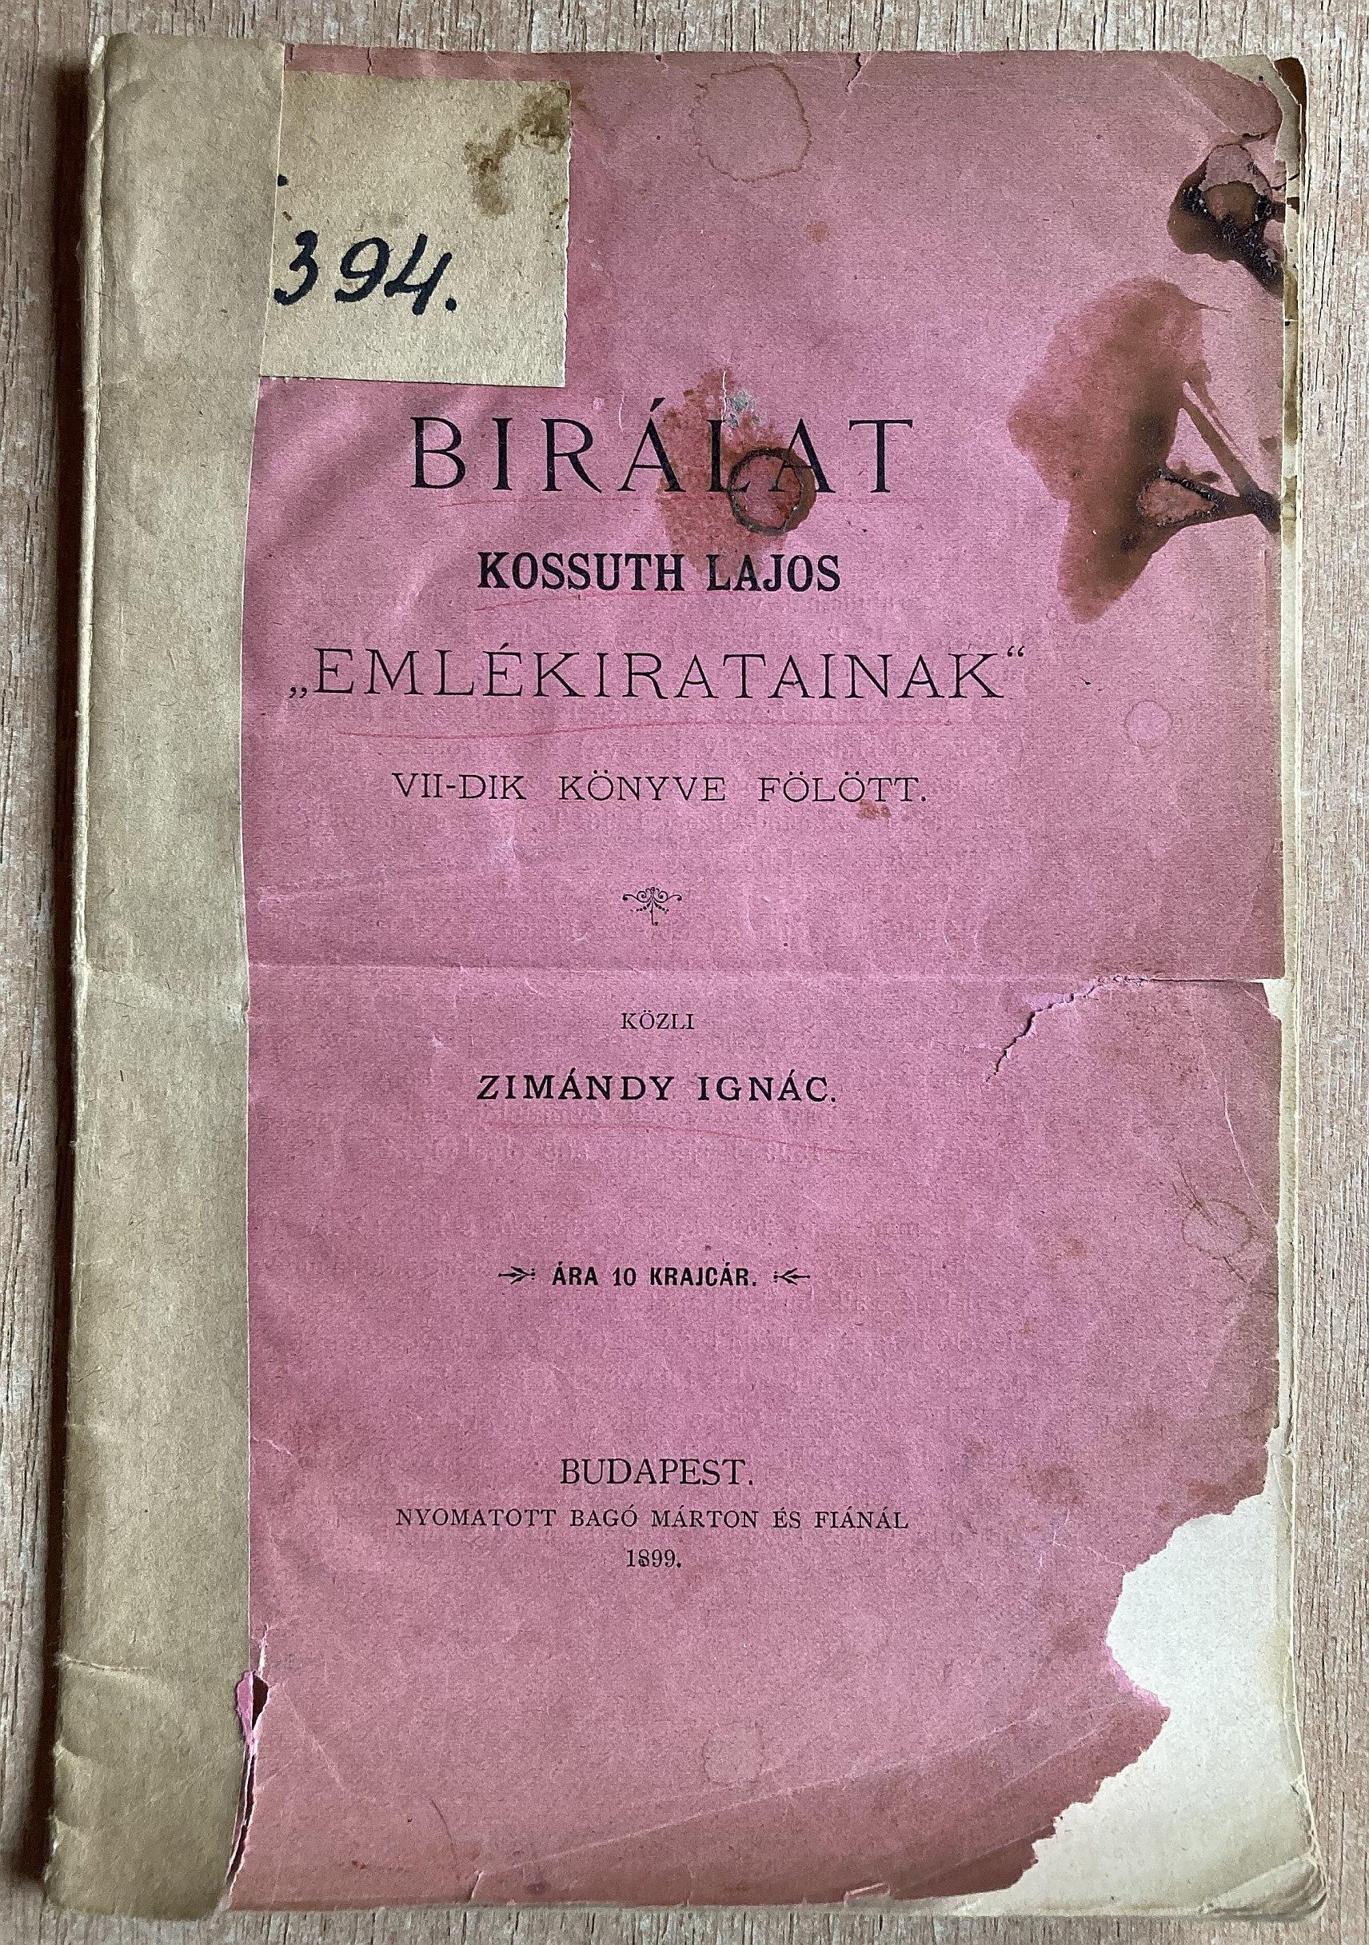 394.
BIRÁLAT
KOSSUTH LAJOS
„EMLÉKIRATAINAK“
VII-DIK KÖNYVE FÖLÖTT.
KÖZLI
ZIMÁNDY IGNÁC.
ÁRA 10 KRAJCÁR.
BUDAPEST.
NYOMATOTT BAGÓ MÁRTON ÉS FIÁNÁL
1899.